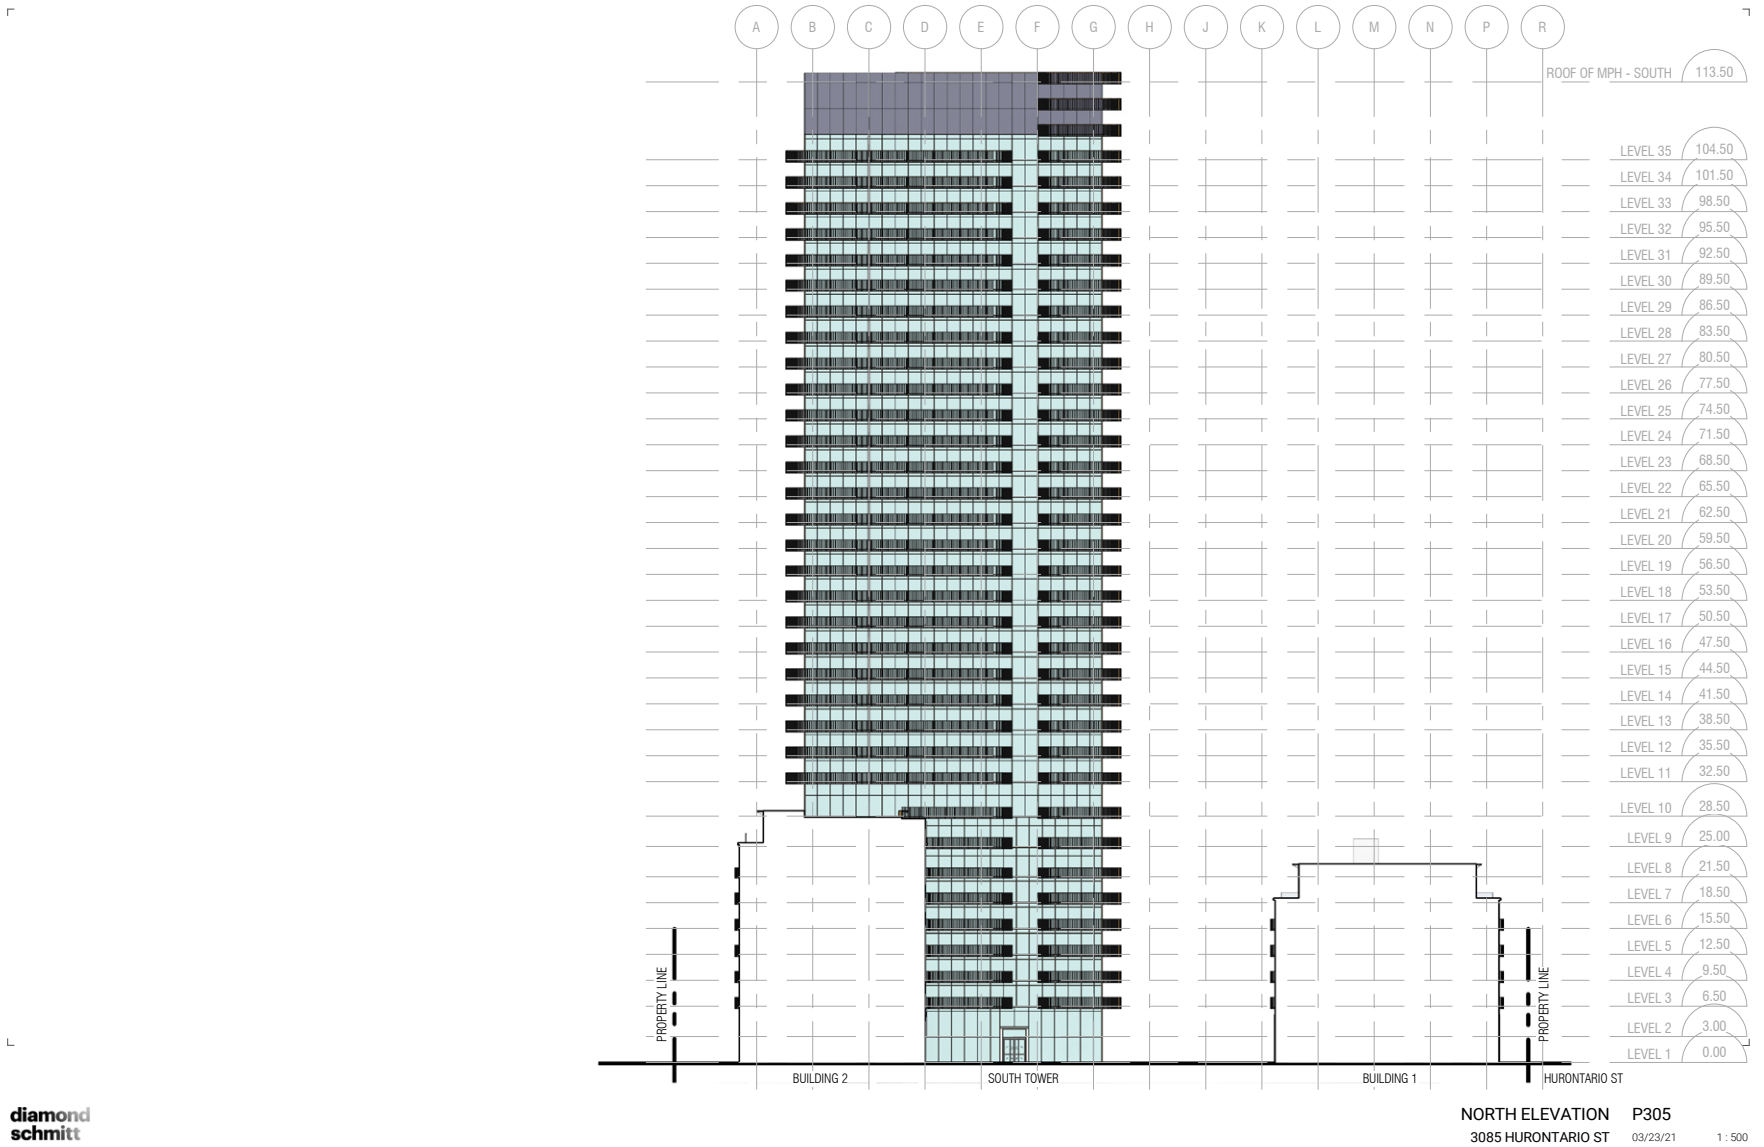 A B C D E F G H J K L M N P R
ROOF OF MPH - SOUTH 113.50
LEVEL 35 104.50
LEVEL 34 101.50
LEVEL 33 98.50
LEVEL 32 95.50
LEVEL 31 92.50
LEVEL 30 89.50
LEVEL 29 86.50
LEVEL 28 83.50
LEVEL 27 80.50
LEVEL 26 77.50
LEVEL 25 74.50
LEVEL 24 71.50
LEVEL 23 68.50
LEVEL 22 65.50
LEVEL 21 62.50
LEVEL 20 59.50
LEVEL 19 56.50
LEVEL 18 53.50
LEVEL 17 50.50
LEVEL 16 47.50
LEVEL 15 44.50
LEVEL 14 41.50
LEVEL 13 38.50
LEVEL 12 35.50
LEVEL 11 32.50
LEVEL 10 28.50
LEVEL 9 25.00
LEVEL 8 21.50
LEVEL 7 18.50
LEVEL 6 15.50
LEVEL 5 12.50
LEVEL 4 9.50
LEVEL 3 6.50
LEVEL 2 3.00
LEVEL 1 0.00
PROPERTY LINE
PROPERTY LINE
BUILDING 2 SOUTH TOWER BUILDING 1 HURONTARIO ST
diamond
schmitt
NORTH ELEVATION P305
3085 HURONTARIO ST 03/23/21 1 : 500